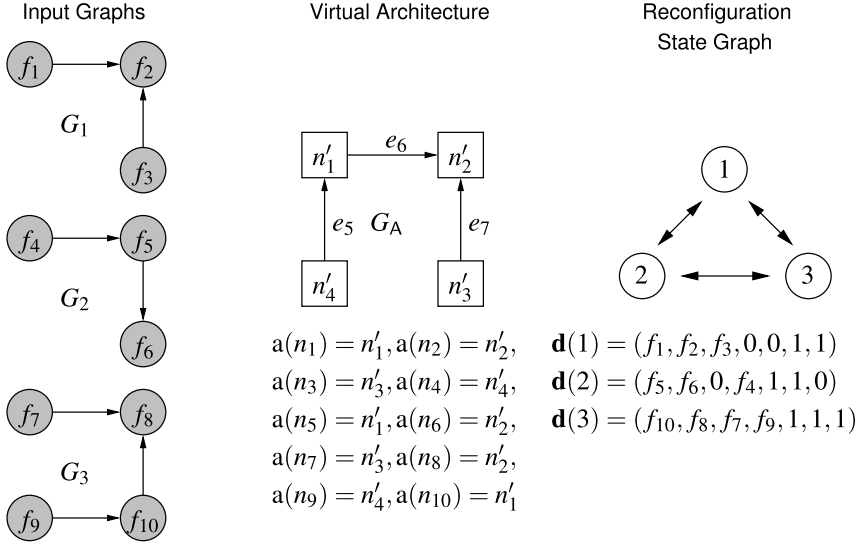 Input Graphs
f₁ f₂
G₁
f₃
f₄ f₅
G₂
f₆
f₇ f₈
G₃
f₉ f₁₀
Virtual Architecture
e₆
n′₁ n′₂
e₅ G_A e₇
n′₄ n′₃
a(n₁) = n′₁, a(n₂) = n′₂,
a(n₃) = n′₃, a(n₄) = n′₄,
a(n₅) = n′₁, a(n₆) = n′₂,
a(n₇) = n′₃, a(n₈) = n′₂,
a(n₉) = n′₄, a(n₁₀) = n′₁
Reconfiguration
State Graph
1
2 3
d(1) = (f₁, f₂, f₃, 0, 0, 1, 1)
d(2) = (f₅, f₆, 0, f₄, 1, 1, 0)
d(3) = (f₁₀, f₈, f₇, f₉, 1, 1, 1)